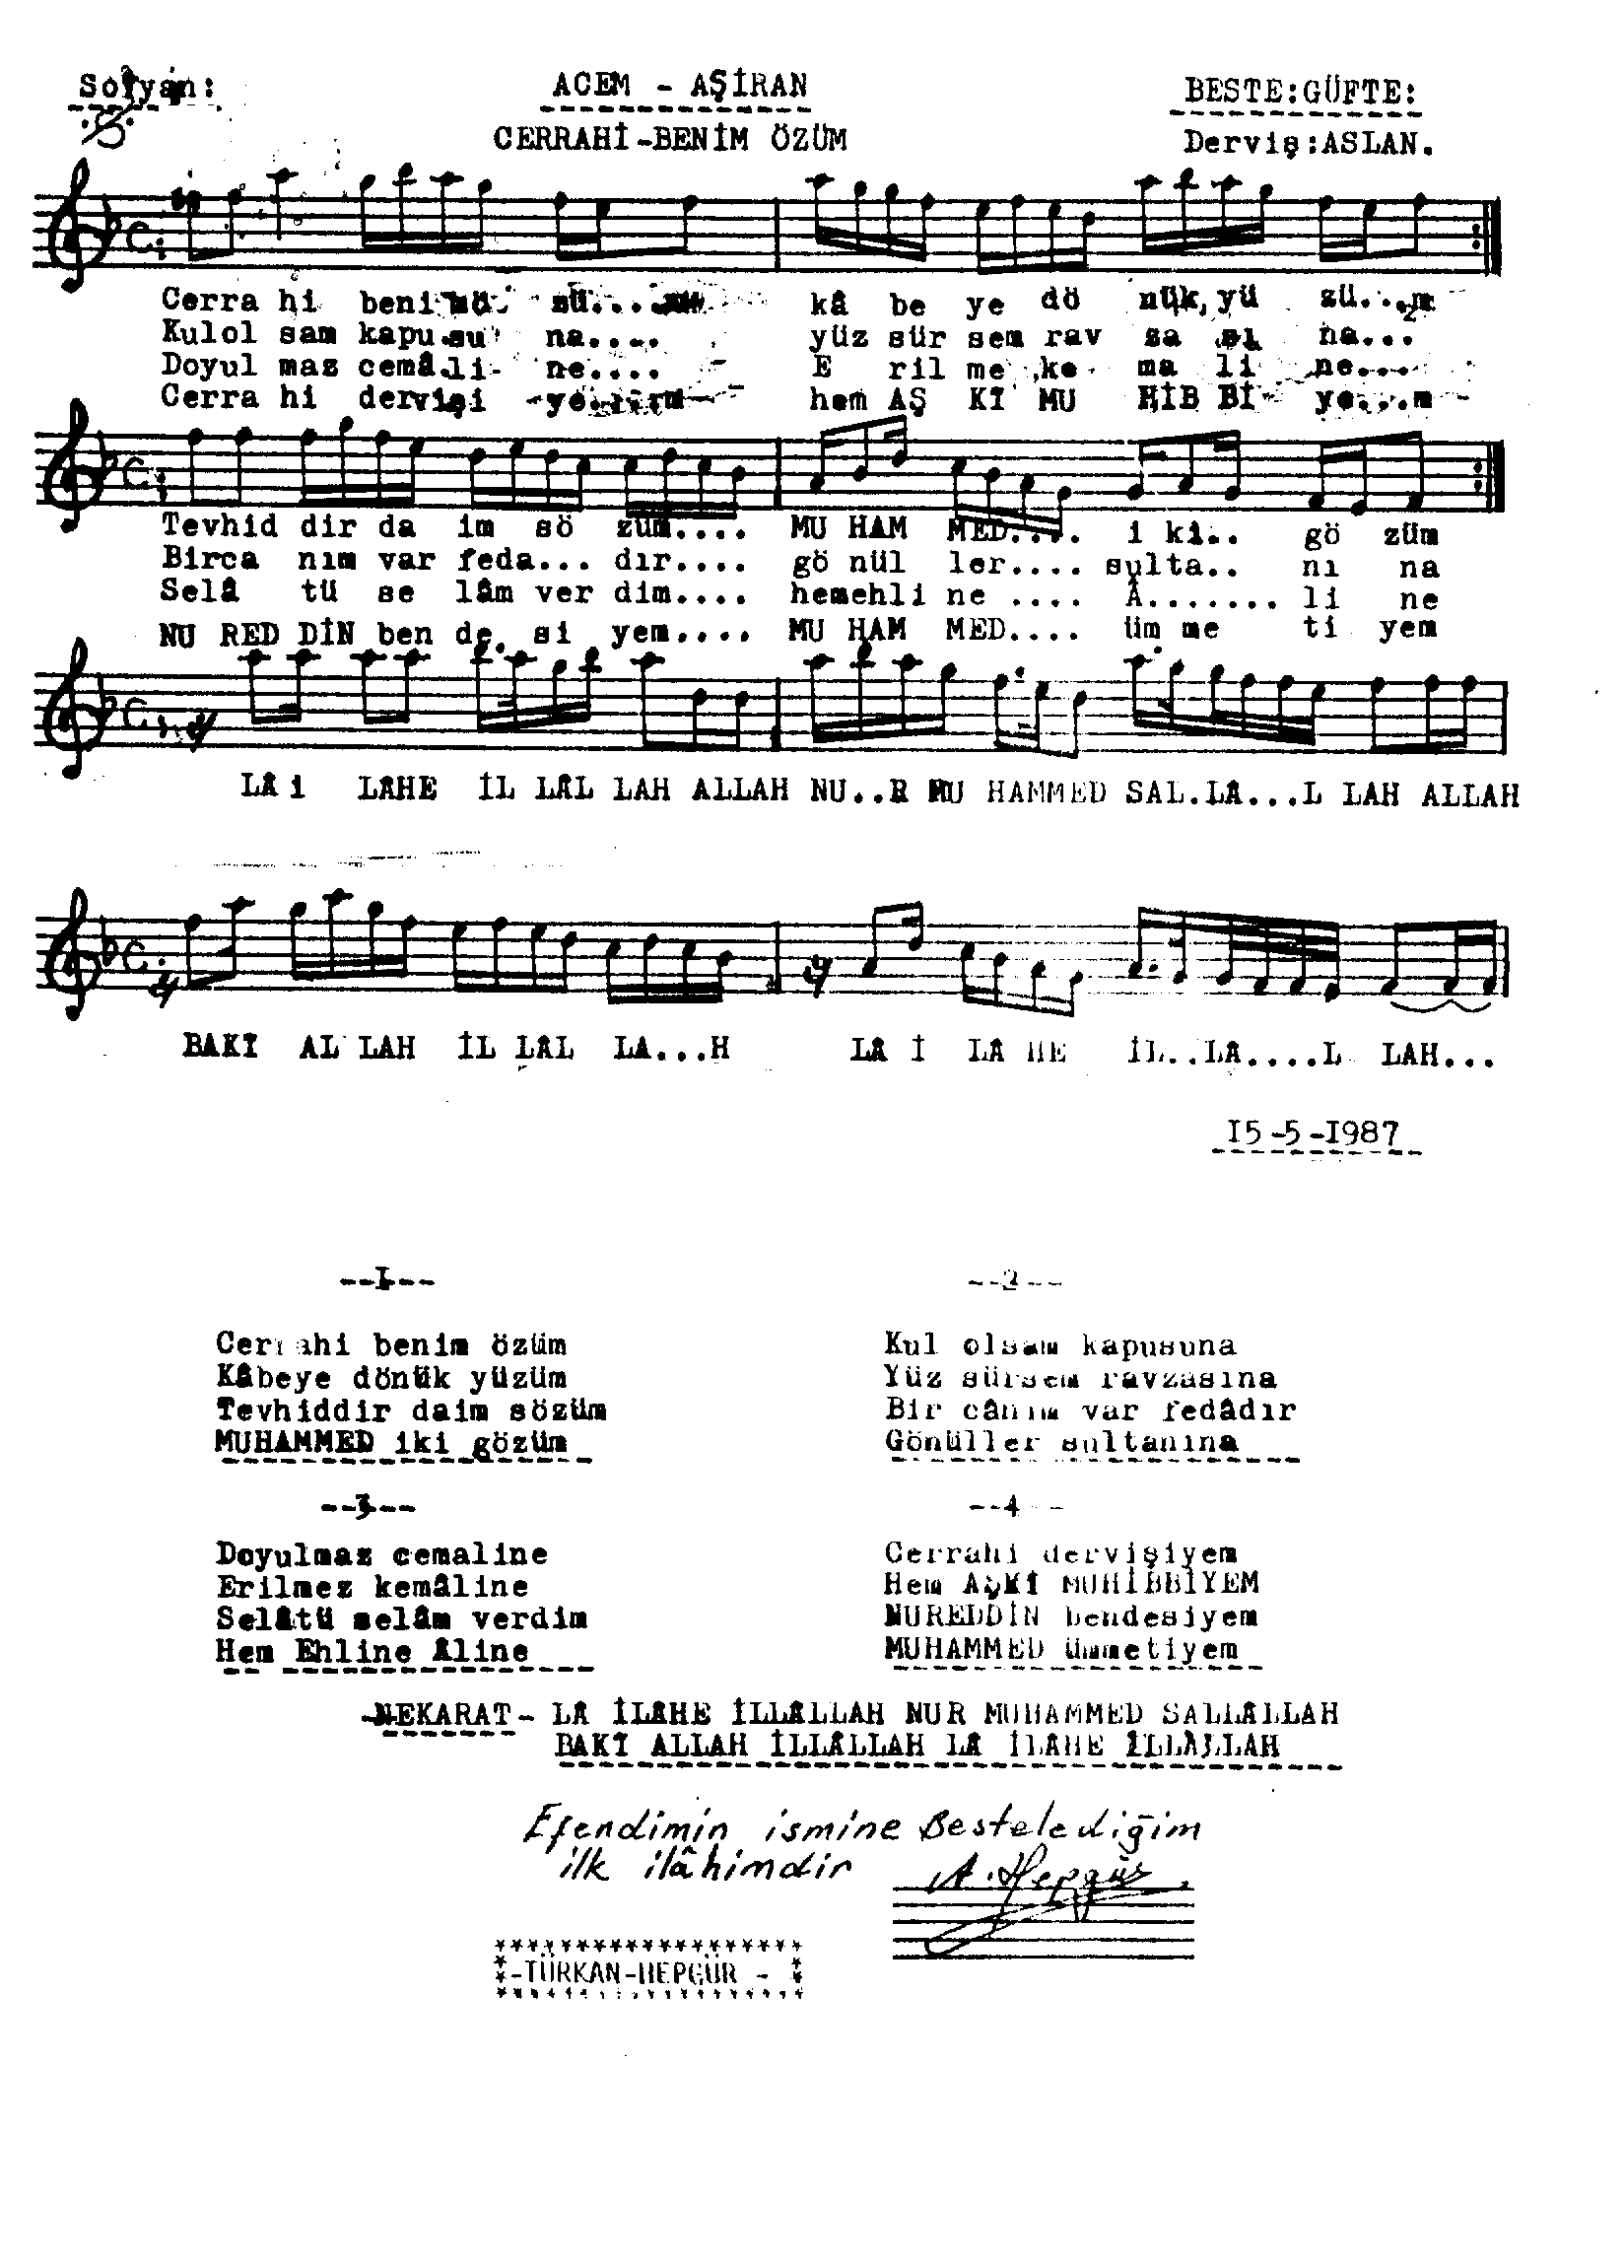 Sofyan:
ACEM - AŞİRAN
BESTE:GÜFTE:
CERRAHİ-BENİM ÖZÜM
Derviş:ASLAN.
Cerra hi beni mö zü.... kâ be ye dö nük, yü zü...m
Kulol sam kapu su na.... yüz sür sem rav za sı na...
Doyul maz cemâ li ne.... E ril me ke ma li ne...
Cerra hi dervişi ye....m hem AŞ KÎ MU HİB Bİ ye...m
Tevhid dir da im sö züm.... MU HAM MED.... i ki.. gö züm
Birca nım var feda... dır.... gö nül ler.... sulta.. nı na
Selâ tü se lâm ver dim.... hemehli ne .... Â....... li ne
NU RED DİN ben de si yem.... MU HAM MED.... üm me ti yem
LÂ i LÂHE İL LÂL LAH ALLAH NU..R MU HAMMED SAL.LÂ...L LAH ALLAH
BAKÎ AL LAH İL LÂL LA...H LÂ İ LÂ HE İL..LÂ....L LAH...
I5-5-I987
--I--
Cerrahi benim özüm
Kâbeye dönük yüzüm
Tevhiddir daim sözüm
MUHAMMED iki gözüm
--2--
Kul olsam kapusuna
Yüz sürsem ravzasına
Bir cânım var fedâdır
Gönüller sultanına
--3--
Doyulmaz cemaline
Erilmez kemâline
Selâtü selâm verdim
Hem Ehline Âline
--4--
Cerrahi dervişiyem
Hem AŞKÎ MUHİBBİYEM
NUREDDİN bendesiyem
MUHAMMED ümmetiyem
-NEKARAT- LÂ İLÂHE İLLÂLLAH NUR MUHAMMED SALLÂLLAH
BAKÎ ALLAH İLLÂLLAH LÂ İLÂHE İLLÂLLAH
Efendimin ismine Bestelediğim
ilk ilâhimdir A. Hepgür
-TÜRKAN-HEPGÜR -